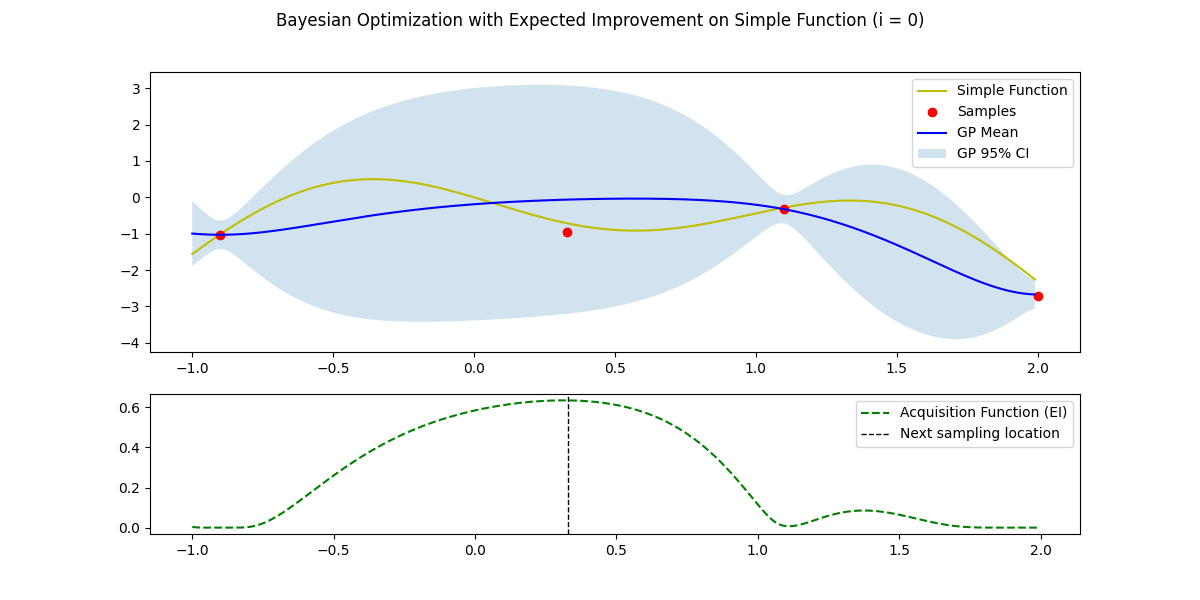 Bayesian Optimization with Expected Improvement on Simple Function (i = 0)
3
2
1
0
−1
−2
−3
−4
Simple Function
Samples
GP Mean
GP 95% CI
−1.0 −0.5 0.0 0.5 1.0 1.5 2.0
0.6
0.4
0.2
0.0
Acquisition Function (EI)
Next sampling location
−1.0 −0.5 0.0 0.5 1.0 1.5 2.0